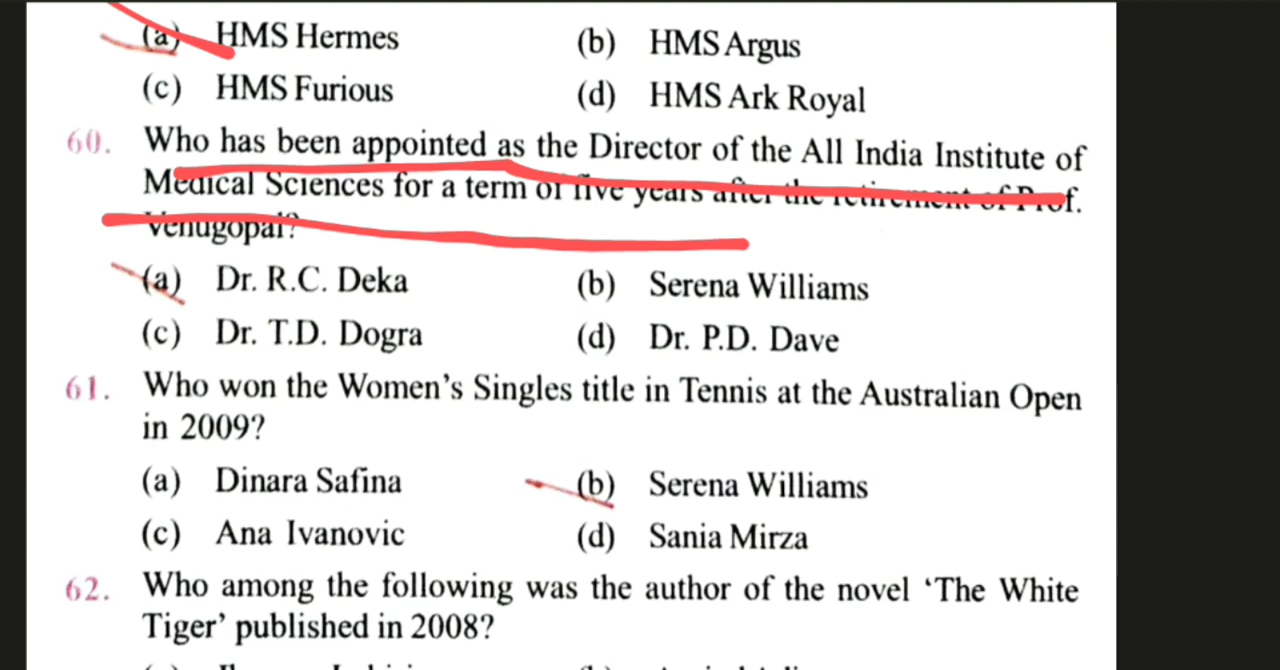 (a) HMS Hermes (b) HMS Argus
(c) HMS Furious (d) HMS Ark Royal
60. Who has been appointed as the Director of the All India Institute of
Medical Sciences for a term of five years after the retirement of Prof.
Venugopal?
(a) Dr. R.C. Deka (b) Serena Williams
(c) Dr. T.D. Dogra (d) Dr. P.D. Dave
61. Who won the Women's Singles title in Tennis at the Australian Open
in 2009?
(a) Dinara Safina (b) Serena Williams
(c) Ana Ivanovic (d) Sania Mirza
62. Who among the following was the author of the novel ‘The White
Tiger’ published in 2008?